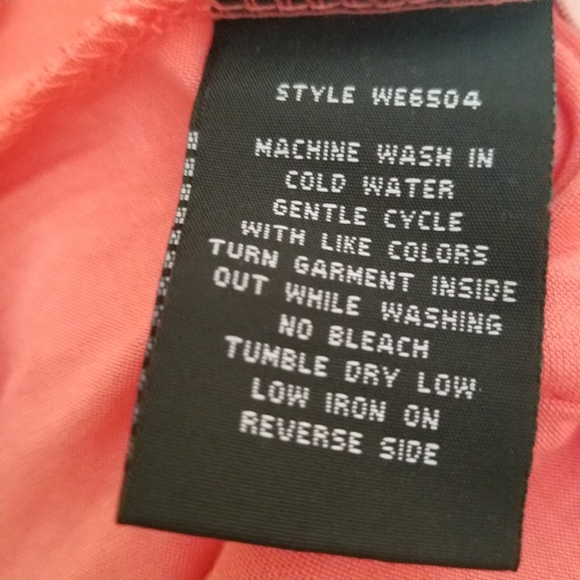 STYLE WE6504
MACHINE WASH IN
COLD WATER
GENTLE CYCLE
WITH LIKE COLORS
TURN GARMENT INSIDE
OUT WHILE WASHING
NO BLEACH
TUMBLE DRY LOW
LOW IRON ON
REVERSE SIDE